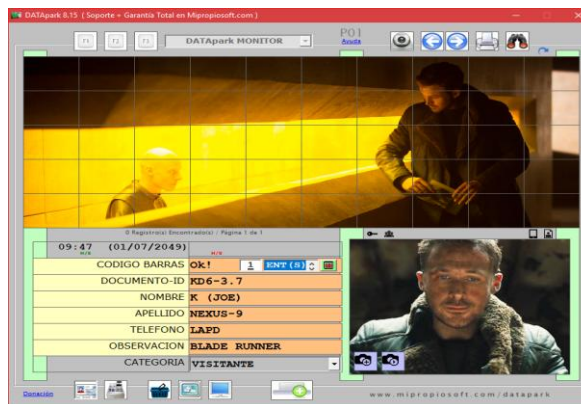 DATApark 8.15 ( Soporte + Garantía Total en Mipropiosoft.com )
F1 F2 F3 DATApark MONITOR P01
Ayuda
0 Registro(s) Encontrado(s) / Página 1 de 1
09:47 (01/07/2049)
CODIGO BARRAS Ok! 1 ENT(S)
DOCUMENTO-ID KD6-3.7
NOMBRE K (JOE)
APELLIDO NEXUS-9
TELEFONO LAPD
OBSERVACION BLADE RUNNER
CATEGORIA VISITANTE
Donación www.mipropiosoft.com/datapark